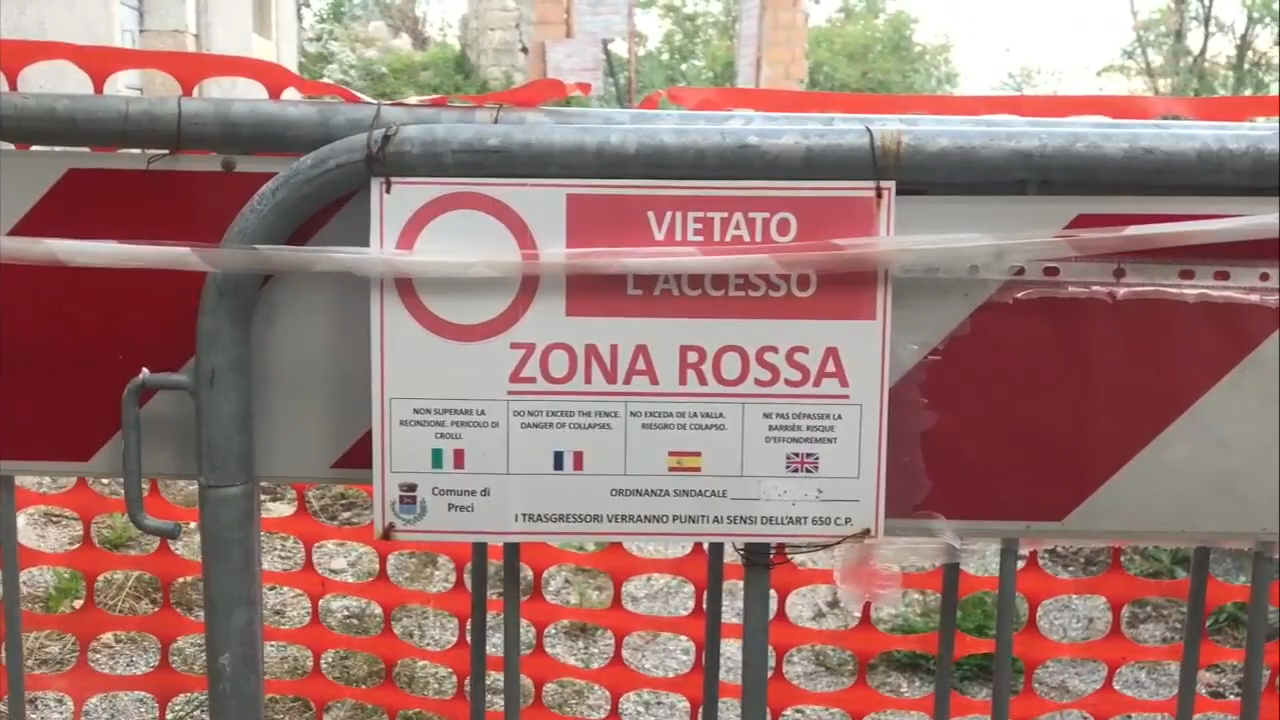 VIETATO
L'ACCESSO
ZONA ROSSA
NON SUPERARE LA
RECINZIONE. PERICOLO DI
CROLLI.
DO NOT EXCEED THE FENCE.
DANGER OF COLLAPSES.
NO EXCEDA DE LA VALLA.
RIESGRO DE COLAPSO.
NE PAS DÉPASSER LA
BARRIÈR. RISQUE
D'EFFONDREMENT
Comune di
Preci
ORDINANZA SINDACALE
I TRASGRESSORI VERRANNO PUNITI AI SENSI DELL'ART 650 C.P.